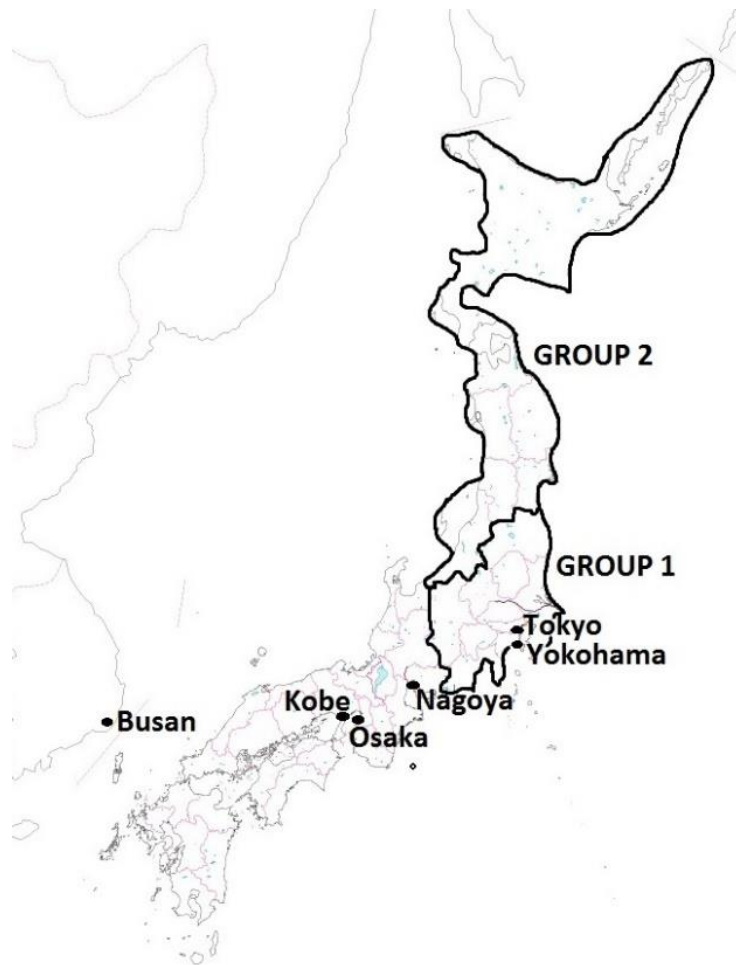 GROUP 2
GROUP 1
Tokyo
Yokohama
Nagoya
Kobe
Osaka
Busan